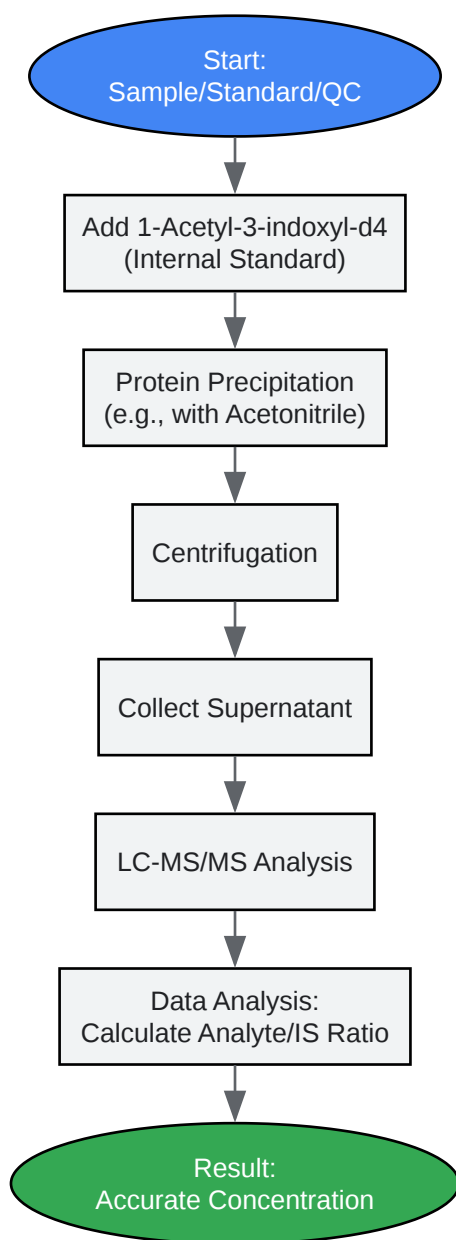 Start:
Sample/Standard/QC
Add 1-Acetyl-3-indoxyl-d4
(Internal Standard)
Protein Precipitation
(e.g., with Acetonitrile)
Centrifugation
Collect Supernatant
LC-MS/MS Analysis
Data Analysis:
Calculate Analyte/IS Ratio
Result:
Accurate Concentration